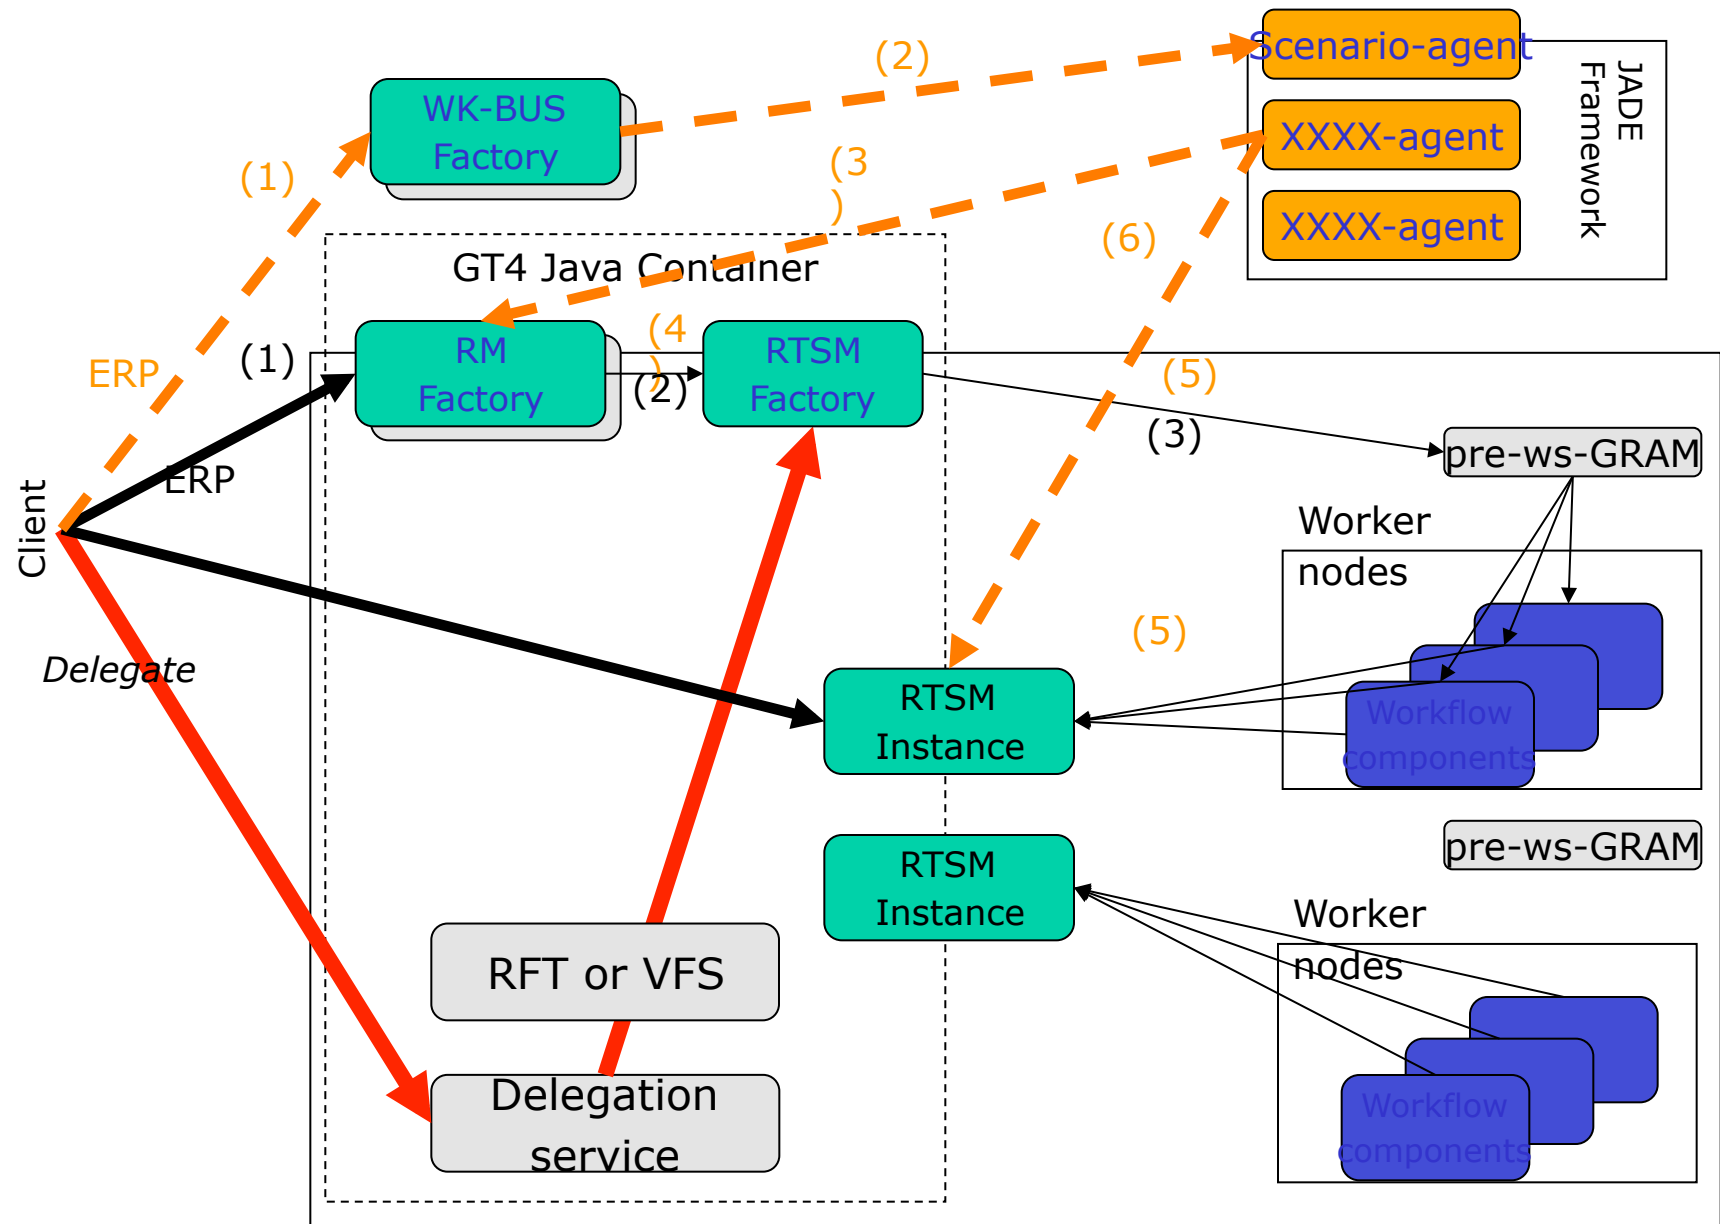 Scenario-agent
(2)
JADE
Framework
WK-BUS
Factory
XXXX-agent
(3
)
(1)
XXXX-agent
(6)
GT4 Java Container
(4
)
RM
Factory
(1)
(2)
RTSM
Factory
ERP
(5)
(3)
pre-ws-GRAM
ERP
Client
Worker
nodes
(5)
Delegate
RTSM
Instance
Workflow
components
pre-ws-GRAM
RTSM
Instance
Worker
nodes
RFT or VFS
Delegation
service
Workflow
components